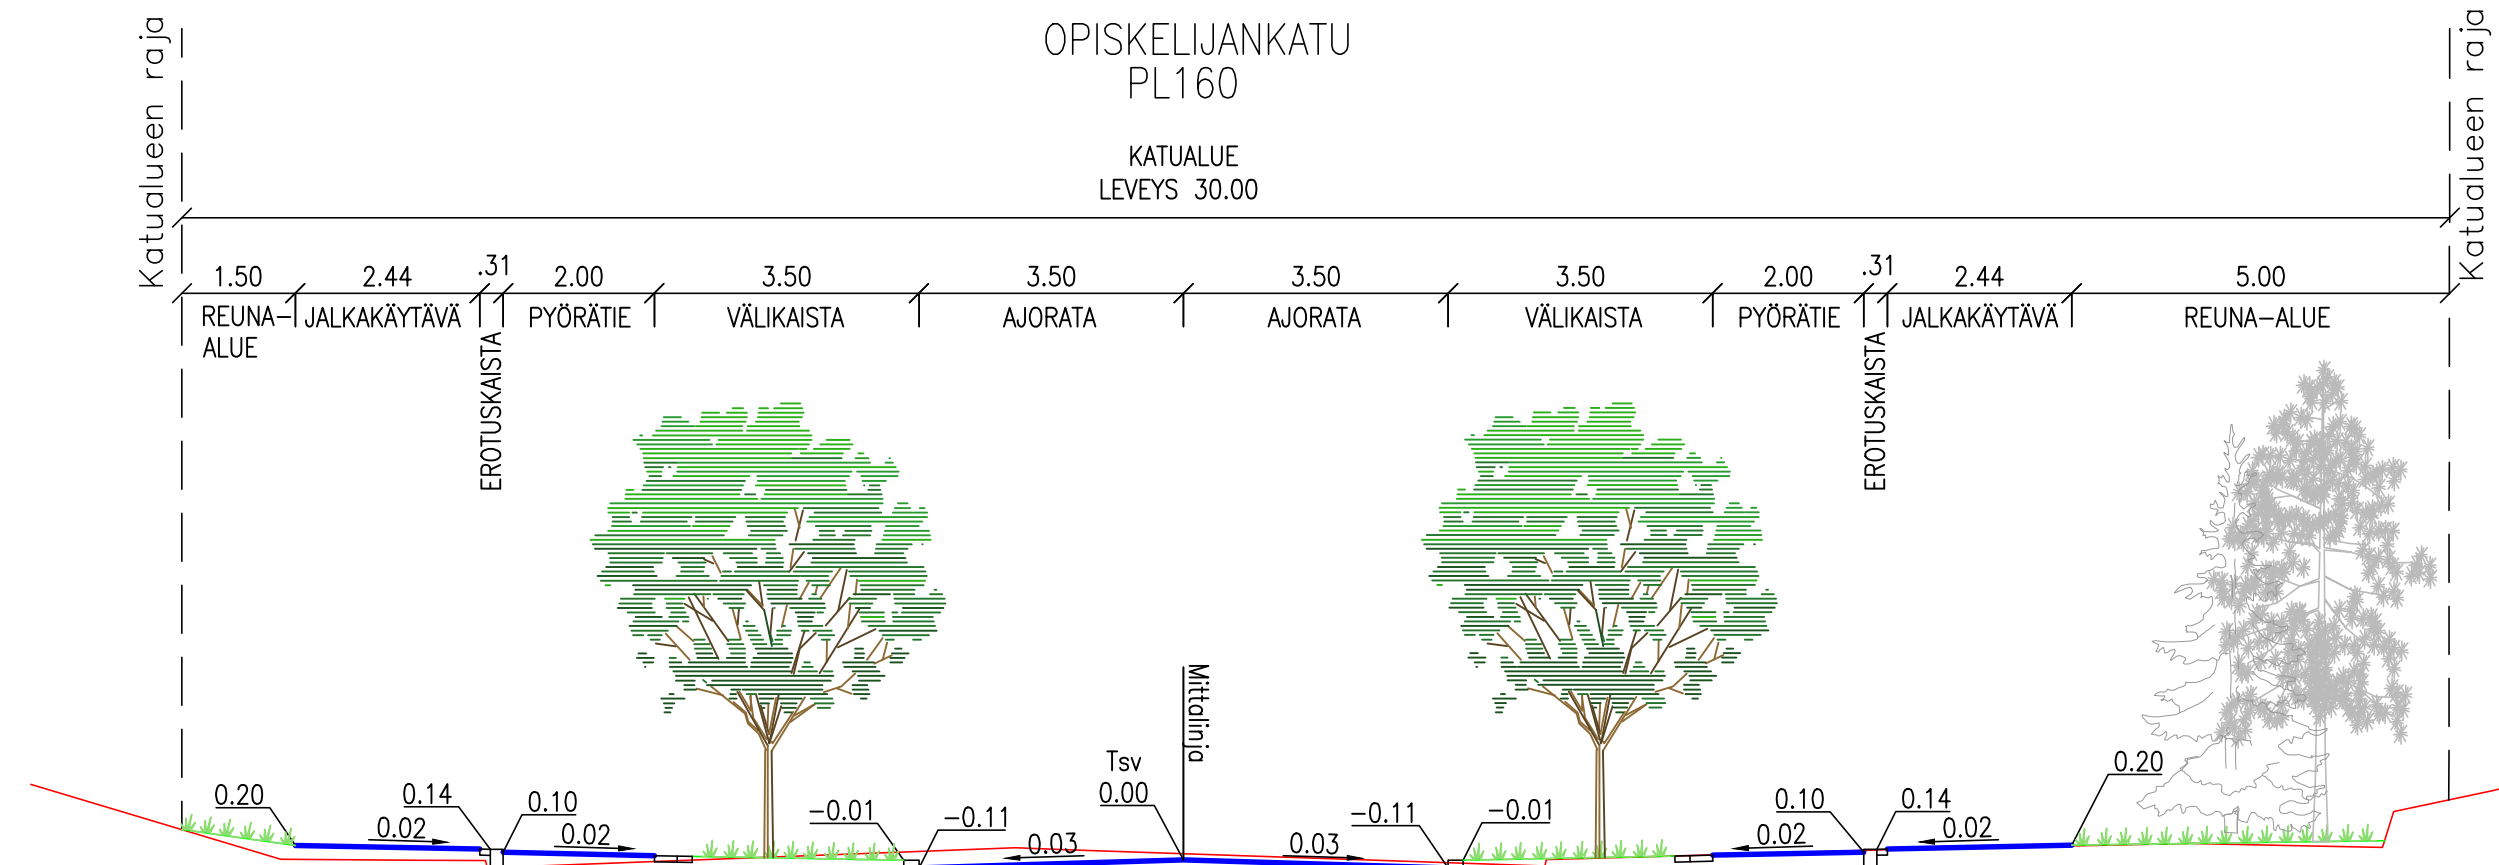 OPISKELIJANKATU
PL160
KATUALUE
LEVEYS 30.00
Katualueen raja
Katualueen raja
1.50 2.44 .31 2.00 3.50 3.50 3.50 3.50 2.00 .31 2.44 5.00
REUNA-
ALUE
JALKAKÄYTÄVÄ
EROTUSKAISTA
PYÖRÄTIE
VÄLIKAISTA
AJORATA
AJORATA
VÄLIKAISTA
PYÖRÄTIE
EROTUSKAISTA
JALKAKÄYTÄVÄ
REUNA-ALUE
Mittalinja
Tsv
0.00
0.20
0.14
0.10
0.02
0.02
-0.01
-0.11
0.03
0.03
-0.11
-0.01
0.10
0.14
0.02
0.02
0.20